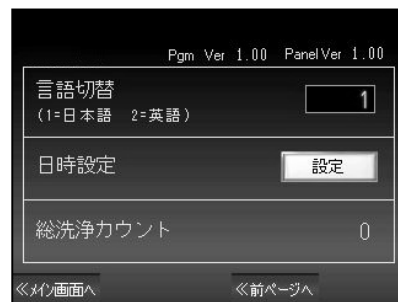 Pgm Ver 1.00 Panel Ver 1.00
言語切替 1
(1=日本語 2=英語)
日時設定 設定
総洗浄カウント 0
≪メイン画面へ ≪前ページへ